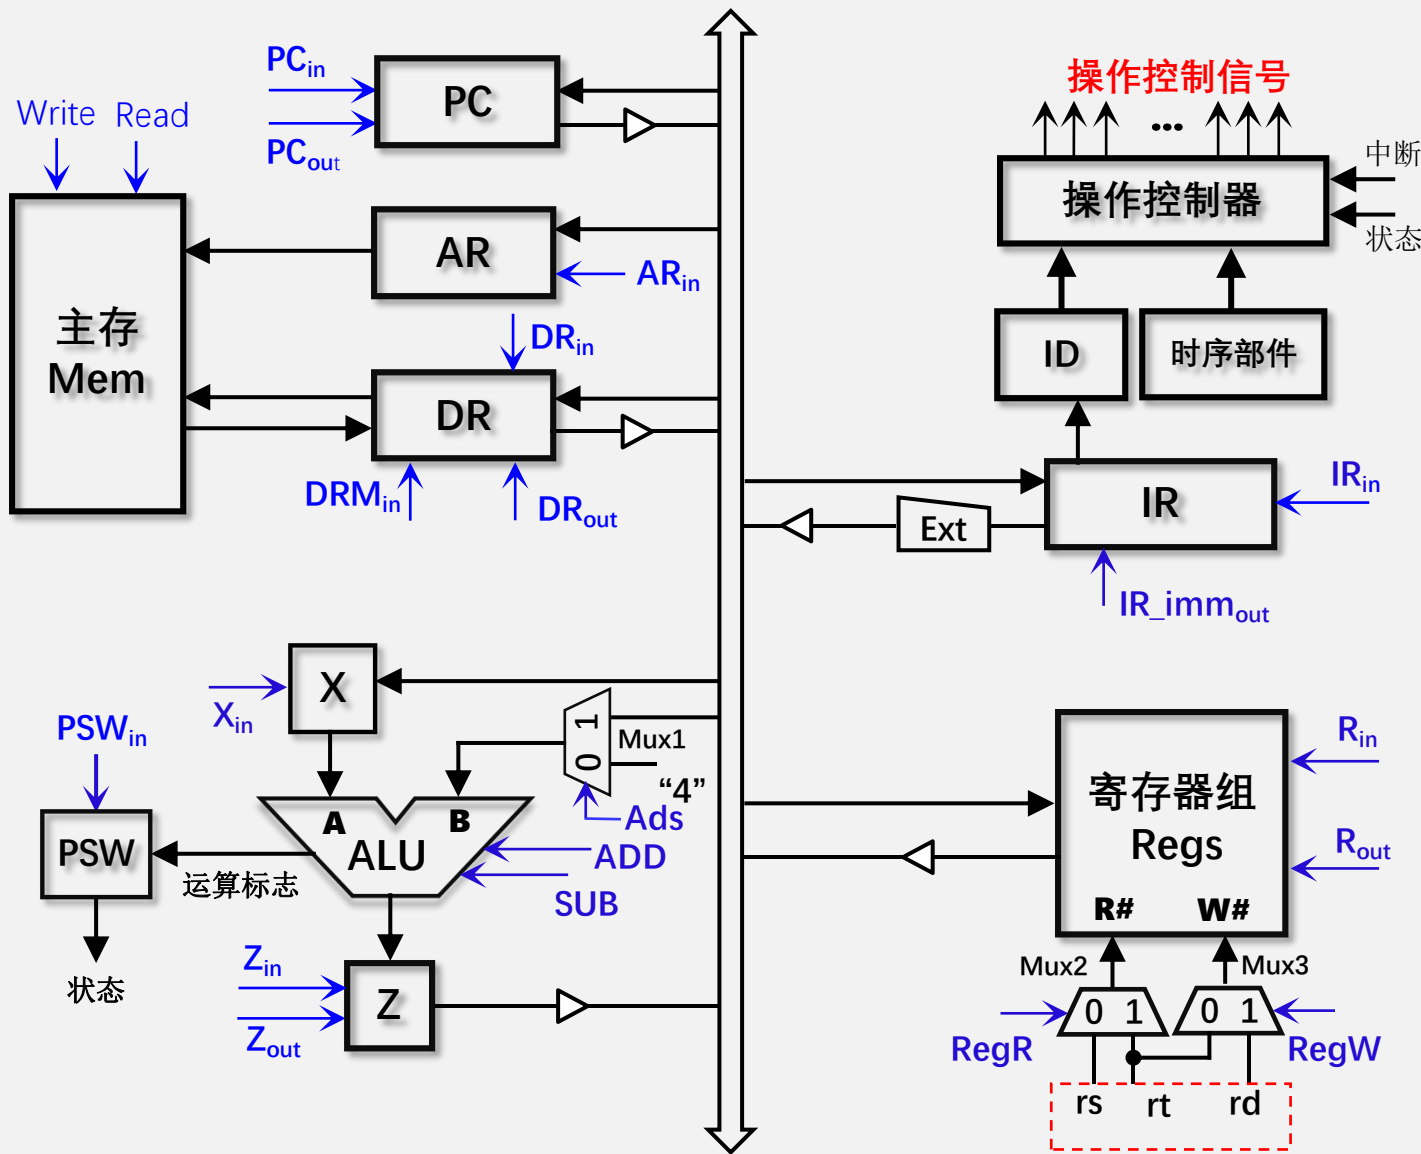 PCin
PC
PCout
Write
Read
操作控制信号
...
中断
操作控制器
状态
AR
ARin
主存
Mem
DRin
DR
DRMin
DRout
ID
时序部件
IR
IRin
Ext
IR_immout
X
Xin
PSWin
1
0
Mux1
"4"
Ads
A
B
ALU
ADD
SUB
PSW
运算标志
状态
Zin
Z
Zout
寄存器组
Regs
Rin
Rout
R#
W#
Mux2
Mux3
0 1
0 1
RegR
RegW
rs
rt
rd